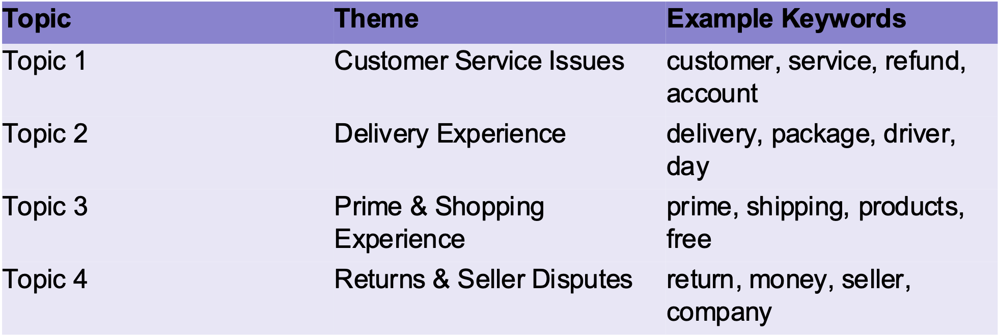 Topic Theme Example Keywords
Topic 1 Customer Service Issues customer, service, refund,
account
Topic 2 Delivery Experience delivery, package, driver,
day
Topic 3 Prime & Shopping prime, shipping, products,
Experience free
Topic 4 Returns & Seller Disputes return, money, seller,
company